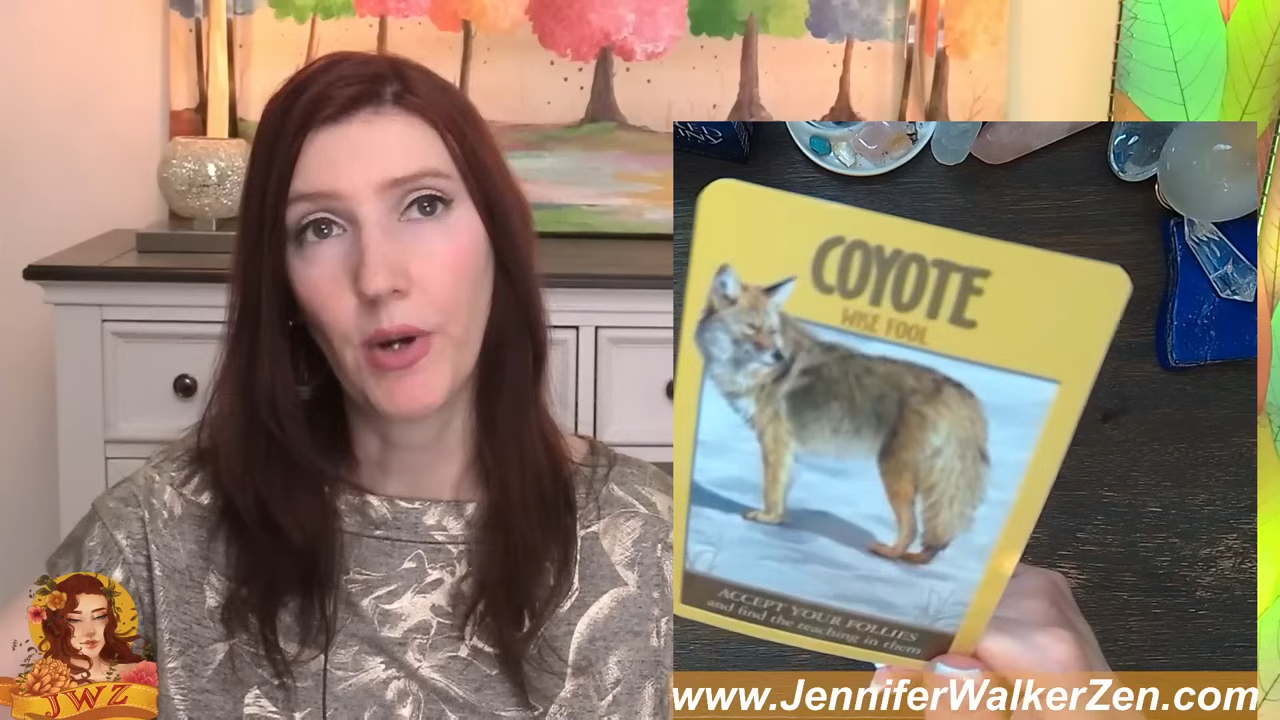 COYOTE
WISE FOOL
ACCEPT YOUR FOLLIES
and find the teaching in them
JWZ
www.JenniferWalkerZen.com